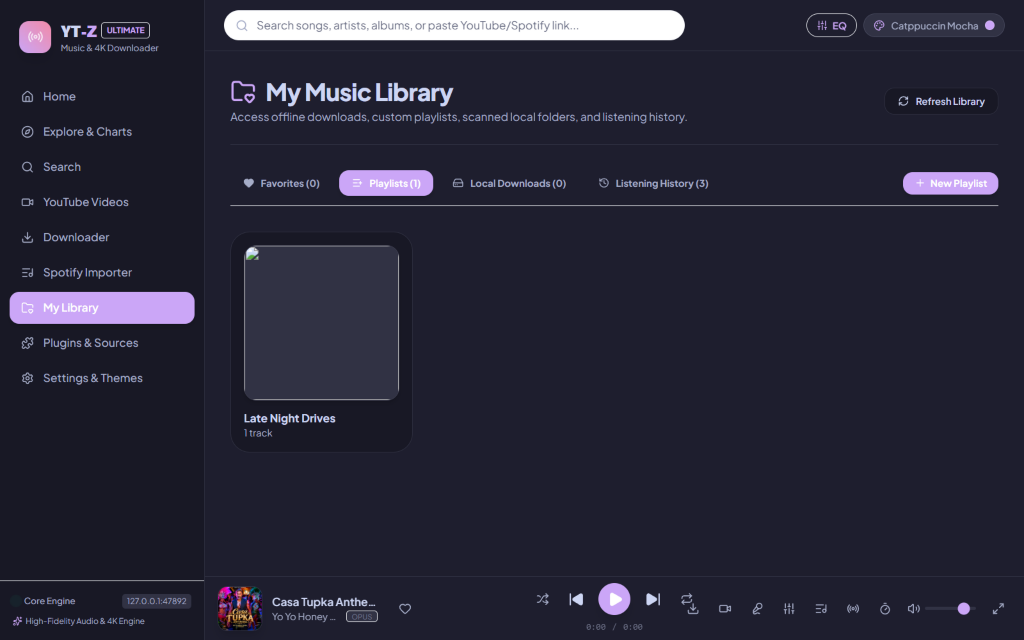 YT-Z ULTIMATE
Music & 4K Downloader
Home
Explore & Charts
Search
YouTube Videos
Downloader
Spotify Importer
My Library
Plugins & Sources
Settings & Themes
Core Engine 127.0.0.1:47892
High-Fidelity Audio & 4K Engine
Search songs, artists, albums, or paste YouTube/Spotify link...
EQ
Catppuccin Mocha
My Music Library
Access offline downloads, custom playlists, scanned local folders, and listening history.
Refresh Library
Favorites (0) Playlists (1) Local Downloads (0) Listening History (3)
New Playlist
Late Night Drives
1 track
Casa TUPKA
Casa Tupka Anthe...
Yo Yo Honey ... OPUS
0:00 / 0:00